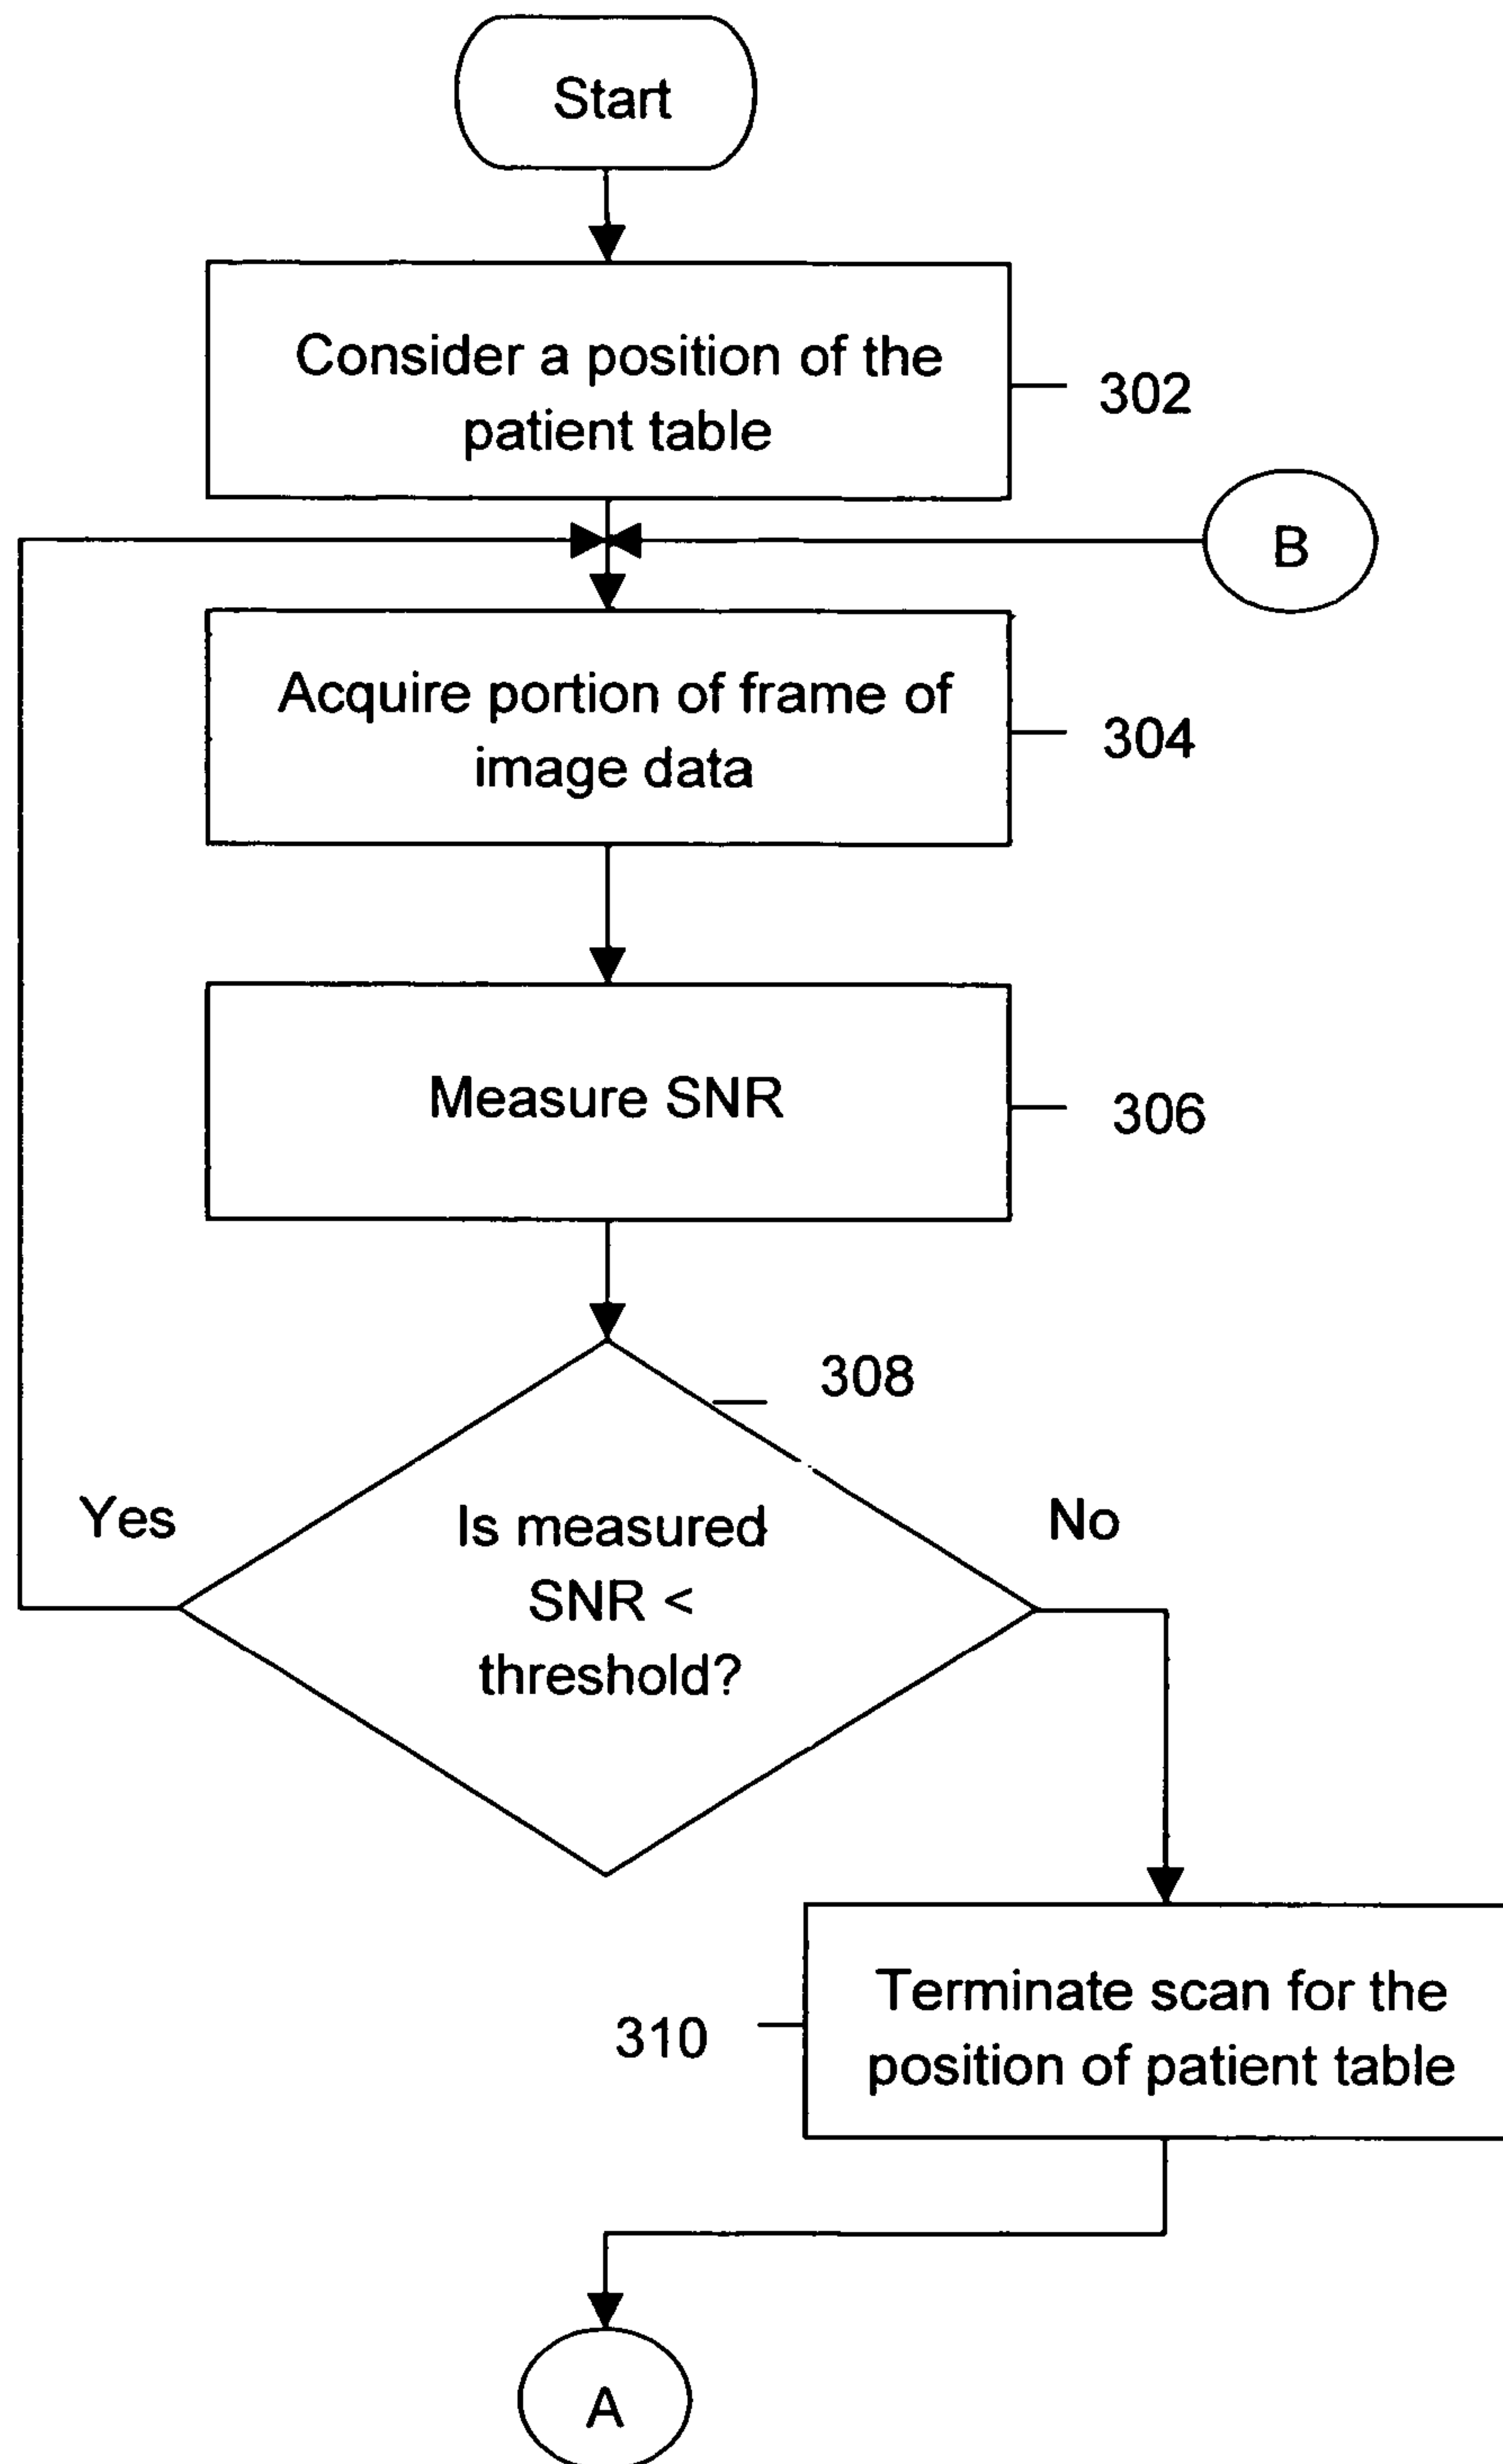 Start
Consider a position of the
patient table
302
B
Acquire portion of frame of
image data
304
Measure SNR
306
308
Yes
Is measured
SNR <
threshold?
No
Terminate scan for the
position of patient table
310
A